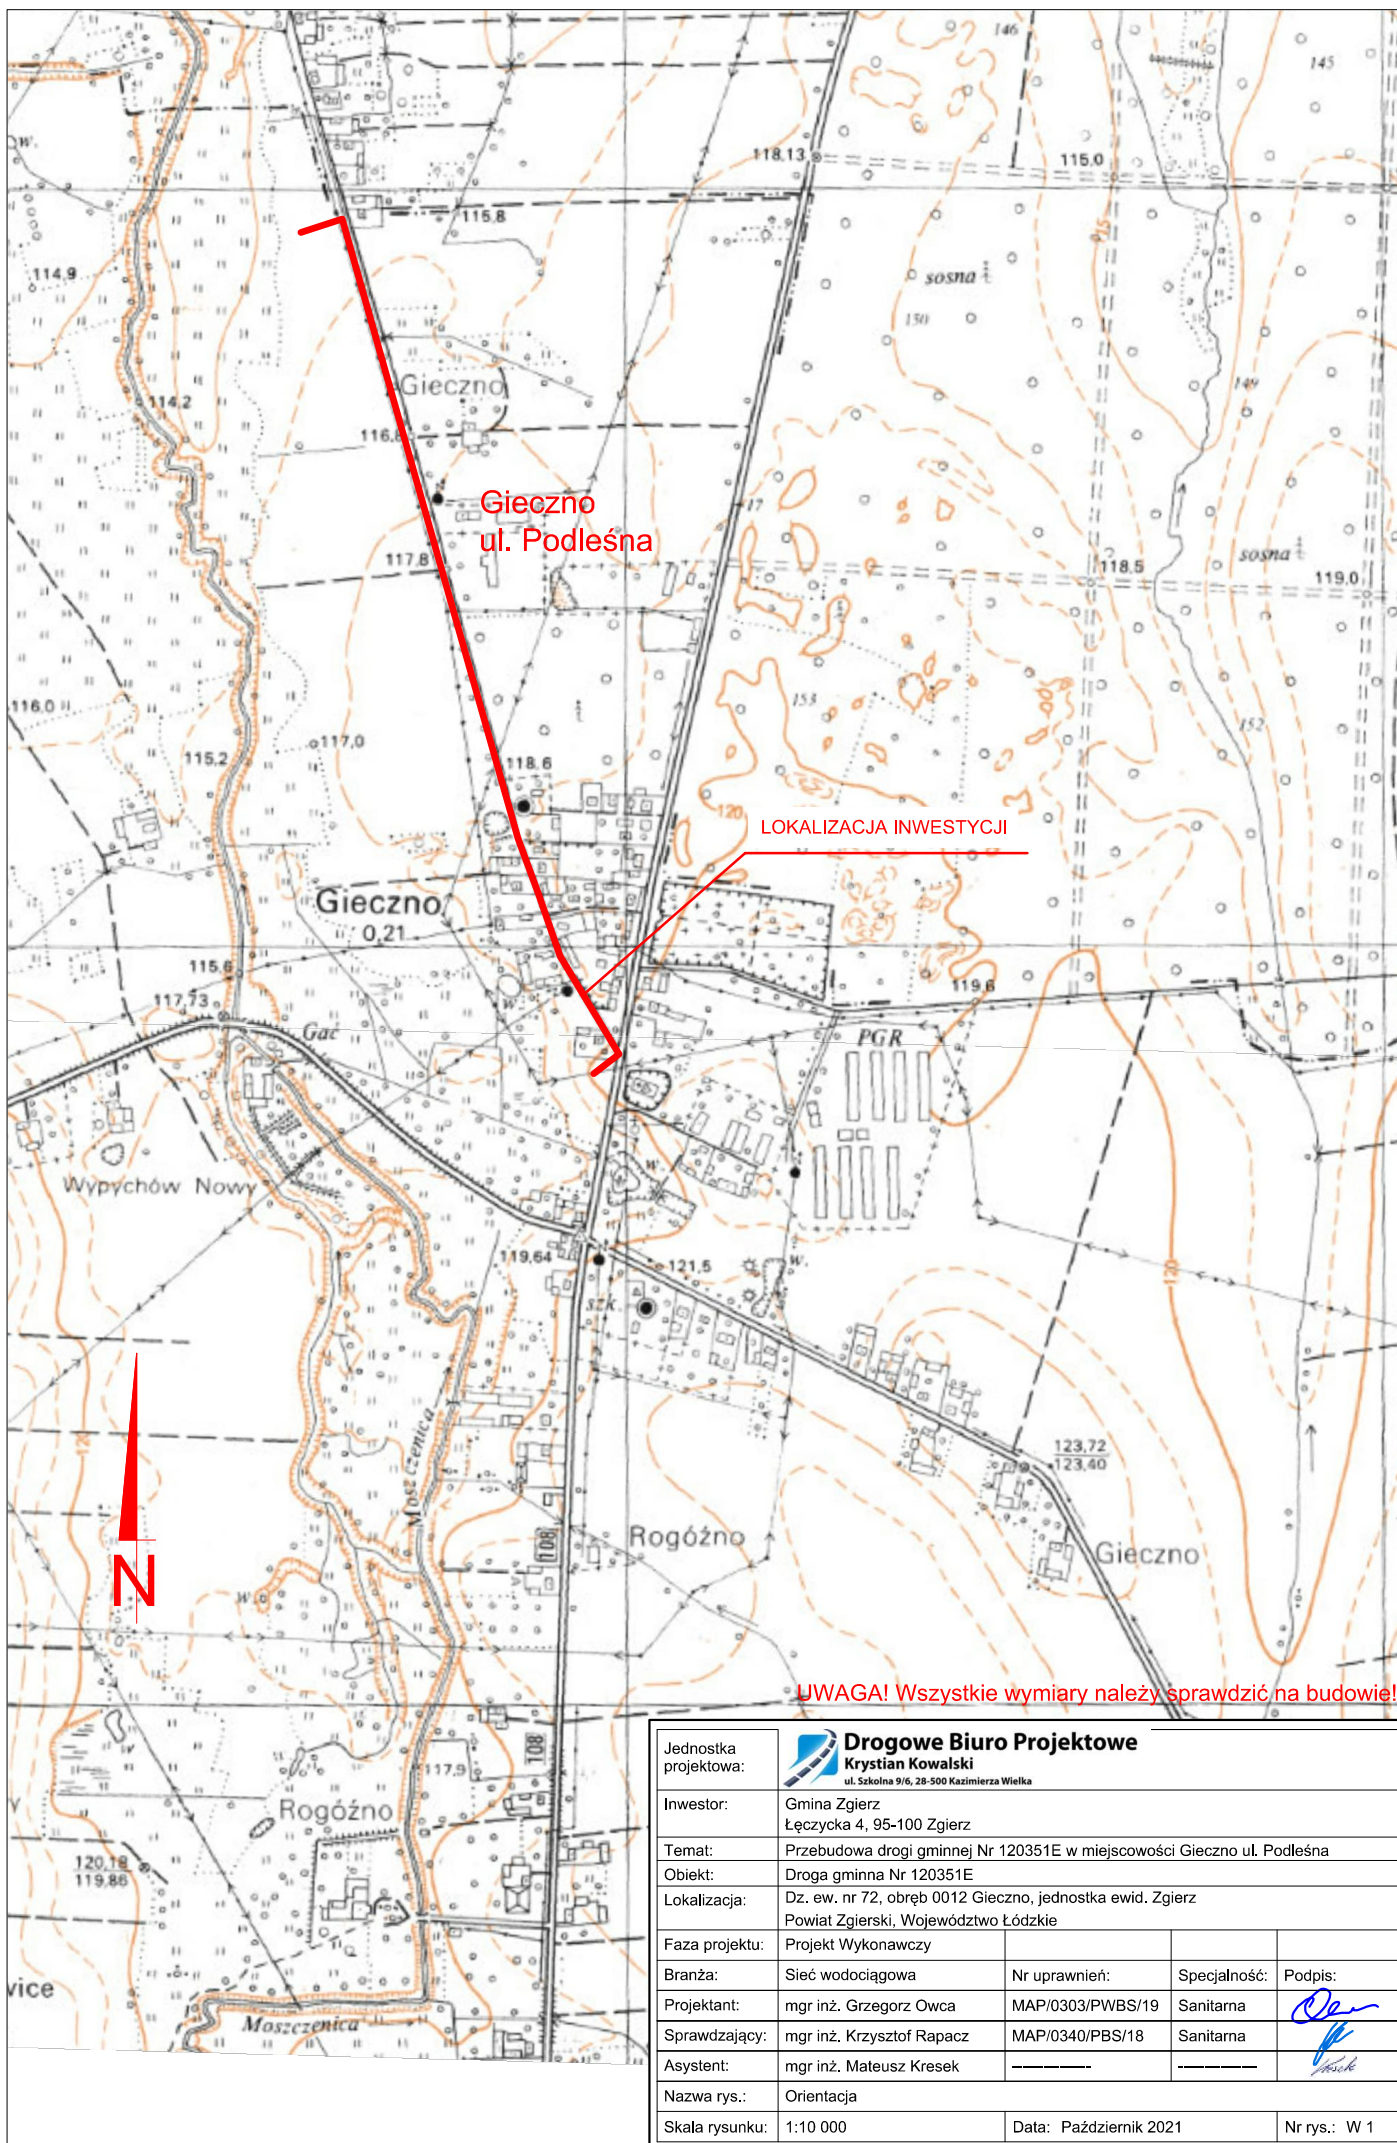 146
145
w.
118.13
115,0
115,8
115
114,9
sosna
150
149
114,2
Gieczno
116,8
Gieczno
ul. Podleśna
17
117,8
118,5
sosna
119,0
153
116,0
152
117,0
115,2
118,6
120
LOKALIZACJA INWESTYCJI
Gieczno
0,21
115,6
117,73
w.
119,6
Gać
PGR
Wypychów Nowy
w.
119,64
121,5
w.
szk.
120
120
Moszczenica
123,72
123,40
108
Rogóźno
Gieczno
N
w.
UWAGA! Wszystkie wymiary należy sprawdzić na budowie!
w
108
117,9
Rogóźno
120,18
119,86
wice
Moszczenica
Jednostka projektowa:
Drogowe Biuro Projektowe
Krystian Kowalski
ul. Szkolna 9/6, 28-500 Kazimierza Wielka
Inwestor: Gmina Zgierz
Łęczycka 4, 95-100 Zgierz
Temat: Przebudowa drogi gminnej Nr 120351E w miejscowości Gieczno ul. Podleśna
Obiekt: Droga gminna Nr 120351E
Lokalizacja: Dz. ew. nr 72, obręb 0012 Gieczno, jednostka ewid. Zgierz
Powiat Zgierski, Województwo Łódzkie
Faza projektu: Projekt Wykonawczy
Branża: Sieć wodociągowa Nr uprawnień: Specjalność: Podpis:
Projektant: mgr inż. Grzegorz Owca MAP/0303/PWBS/19 Sanitarna
Sprawdzający: mgr inż. Krzysztof Rapacz MAP/0340/PBS/18 Sanitarna
Asystent: mgr inż. Mateusz Kresek ———— ———— Kresek
Nazwa rys.: Orientacja
Skala rysunku: 1:10 000 Data: Październik 2021 Nr rys.: W 1